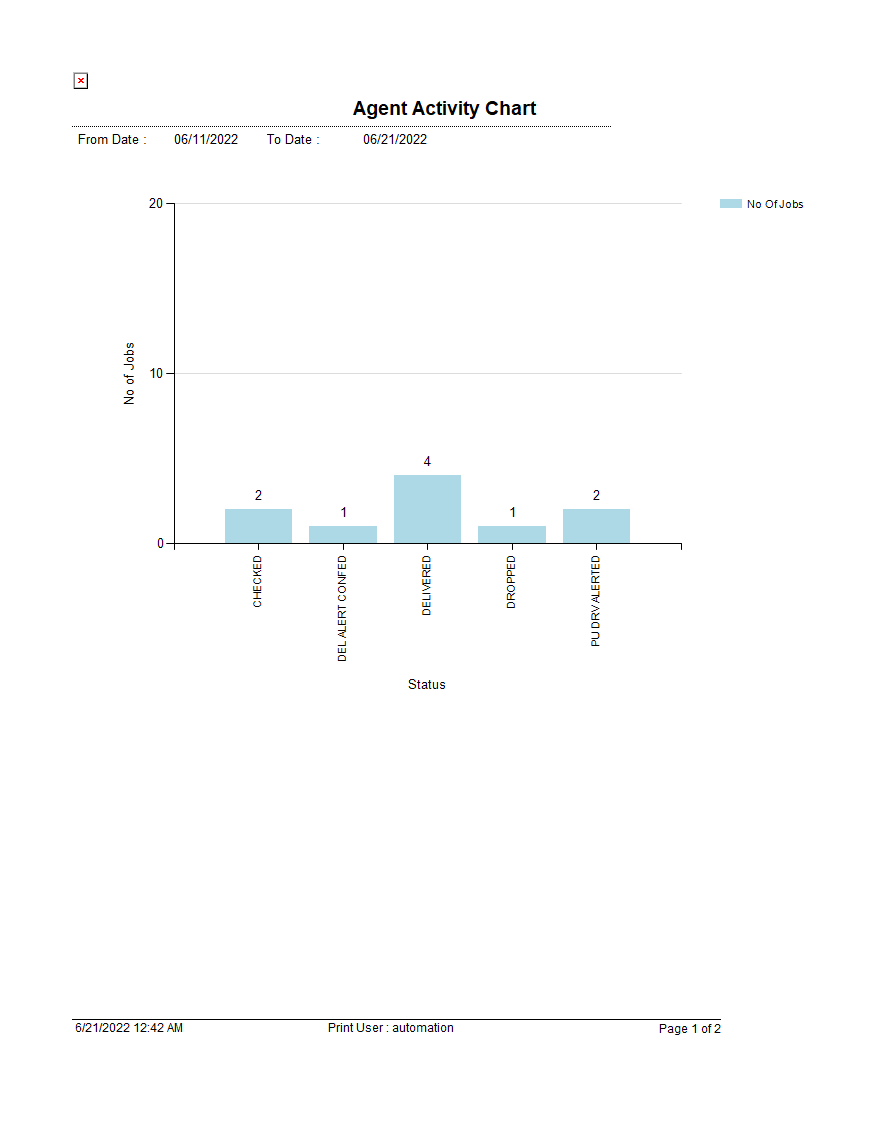 Agent Activity Chart
From Date : 06/11/2022 To Date : 06/21/2022
20
No Of Jobs
No of Jobs
10
4
2
2
1
1
0
CHECKED
DEL ALERT CONFED
DELIVERED
DROPPED
PU DRV ALERTED
Status
6/21/2022 12:42 AM Print User : automation Page 1 of 2